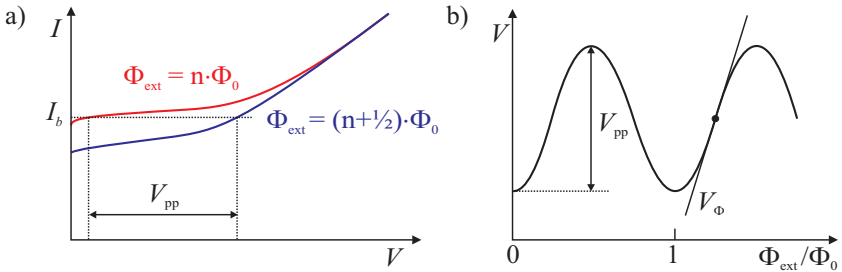 a)
I
Φext = n·Φ0
Ib
Φext = (n+½)·Φ0
Vpp
V
b)
V
Vpp
VΦ
0
1
Φext/Φ0